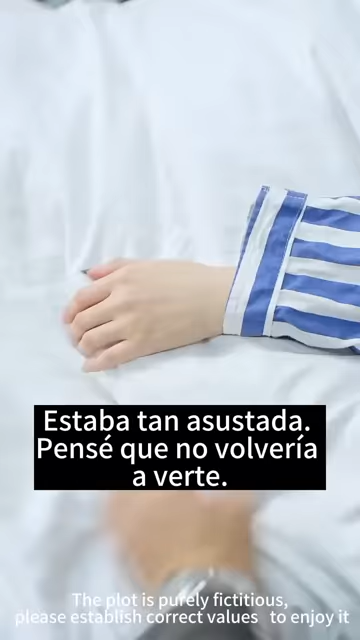 Estaba tan asustada.
Pensé que no volvería
a verte.
The plot is purely fictitious,
please establish correct values to enjoy it